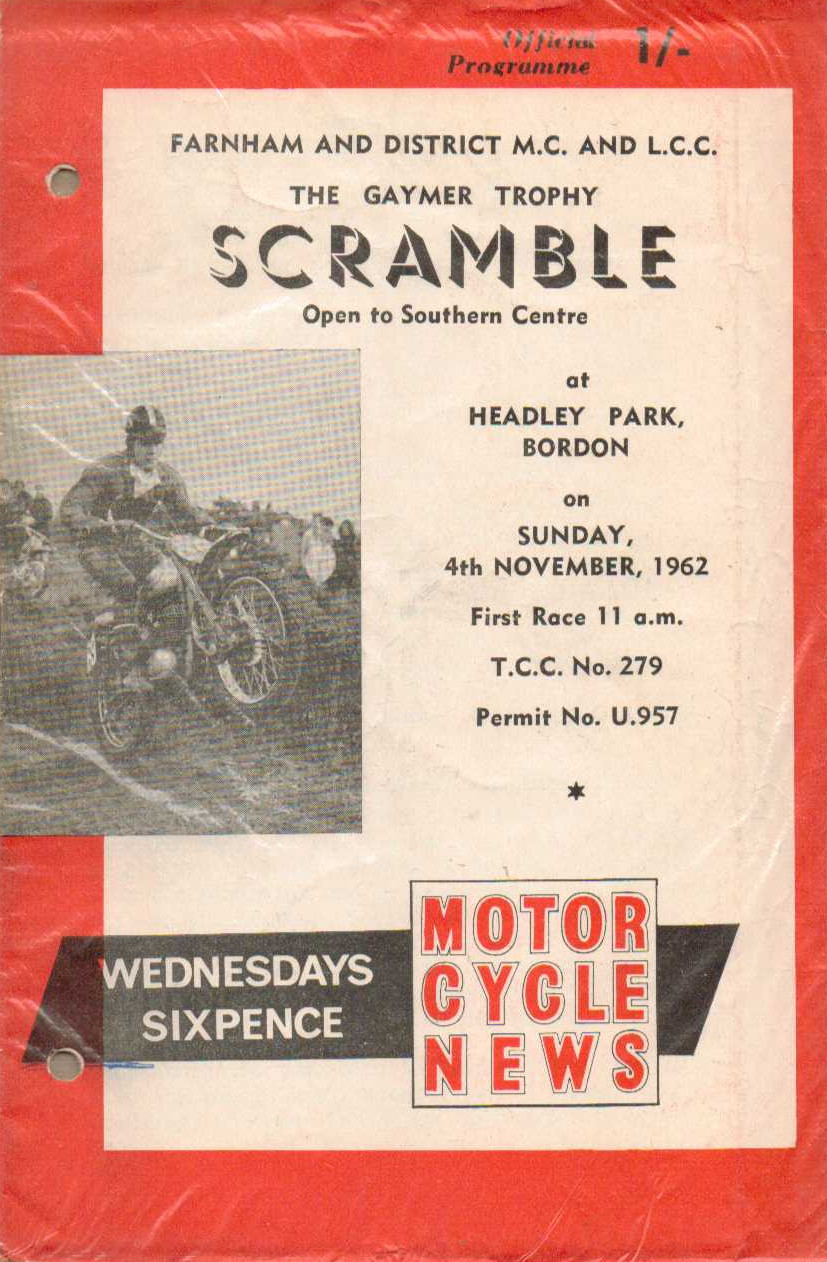 Official 1/-
Programme
FARNHAM AND DISTRICT M.C. AND L.C.C.
THE GAYMER TROPHY
SCRAMBLE
Open to Southern Centre
at
HEADLEY PARK,
BORDON
on
SUNDAY,
4th NOVEMBER, 1962
First Race 11 a.m.
T.C.C. No. 279
Permit No. U.957
WEDNESDAYS
SIXPENCE
MOTOR
CYCLE
NEWS